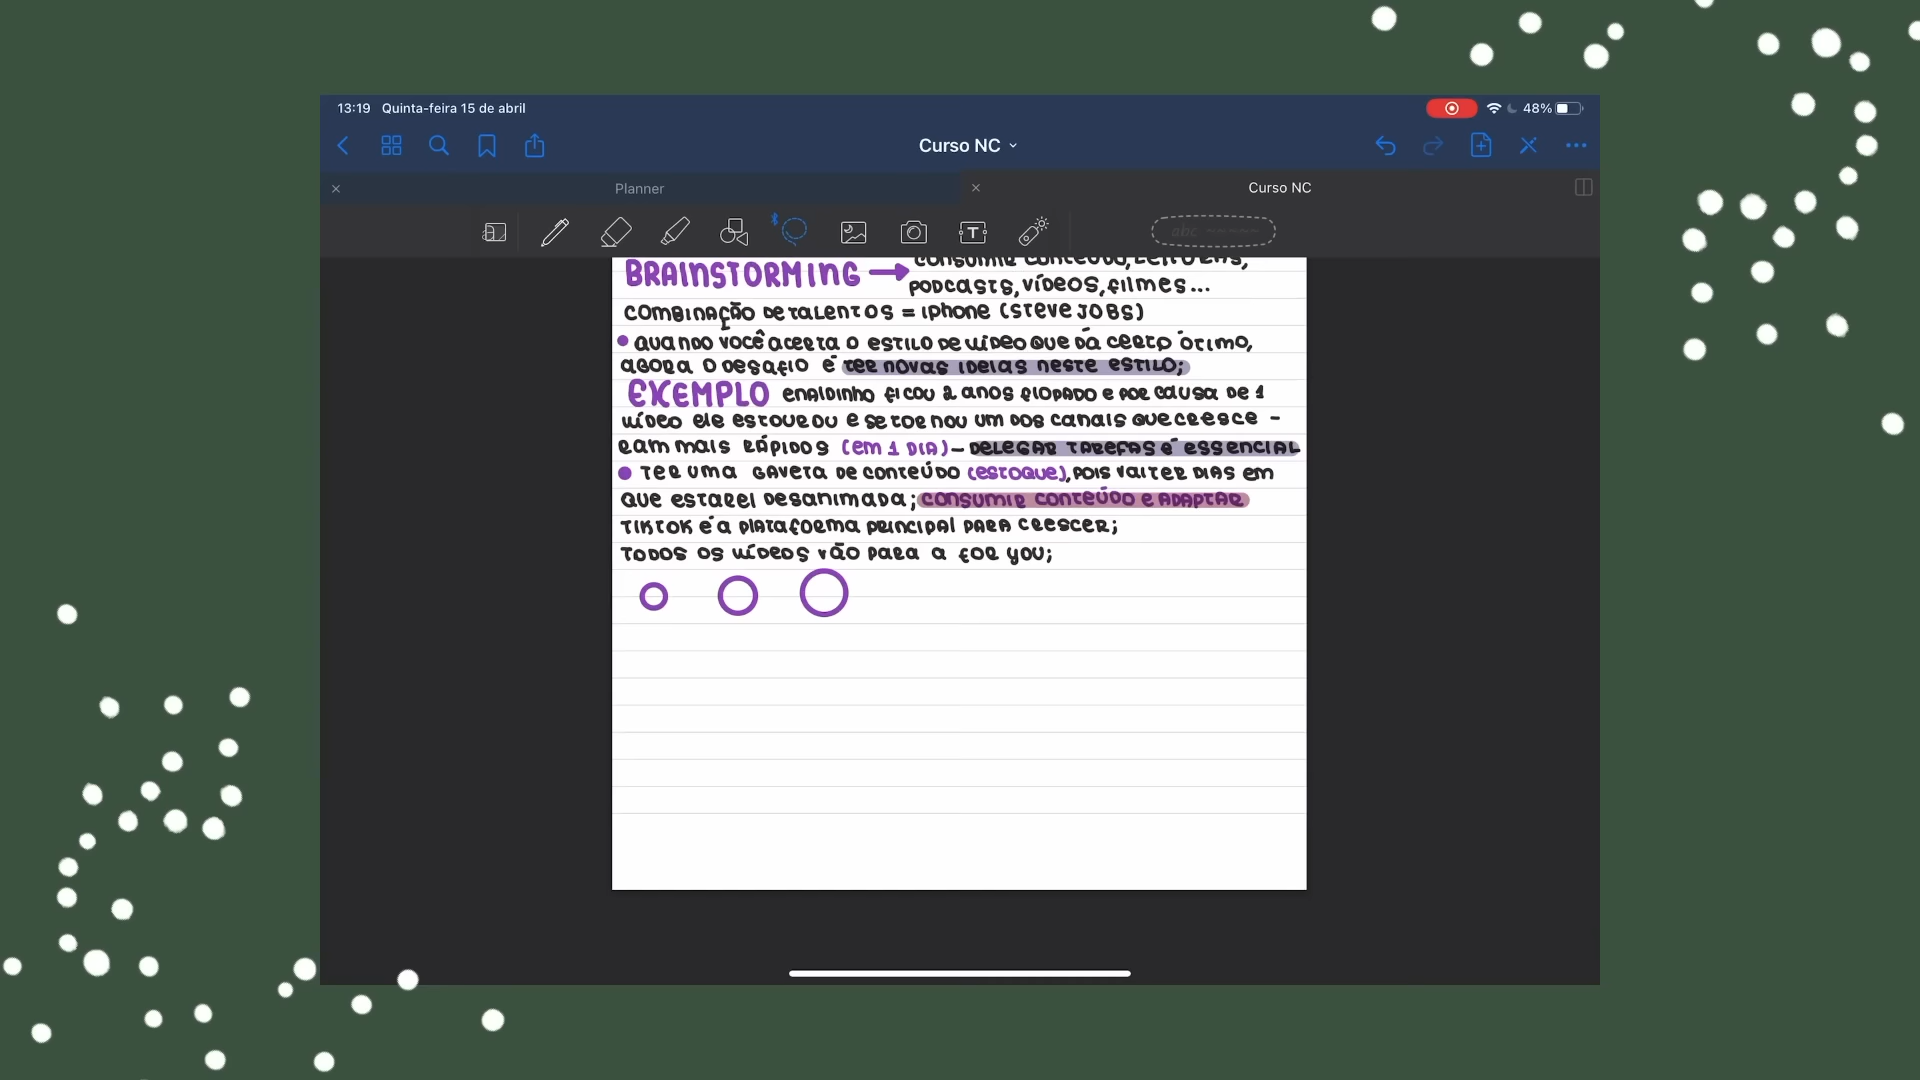 13:19 Quinta-feira 15 de abril
48%
Curso NC
Planner
Curso NC
abc
BRAINSTORMING → CONSUMIR CONTEÚDO, LEITURAS,
PODCASTS, VÍDEOS, FILMES...
COMBINAÇÃO DE TALENTOS = IPHONE (STEVE JOBS)
• QUANDO VOCÊ ACERTA O ESTILO DE VÍDEO QUE DÁ CERTO ÓTIMO,
AGORA O DESAFIO É TER NOVAS IDEIAS NESTE ESTILO;
EXEMPLO ENALDINHO FICOU 2 ANOS FLOPADO E POR CAUSA DE 1
VÍDEO ELE ESTOUROU E SE TORNOU UM DOS CANAIS QUE CRESCE -
RAM MAIS RÁPIDOS (EM 1 DIA) - DELEGAR TAREFAS É ESSENCIAL
• TER UMA GAVETA DE CONTEÚDO (ESTOQUE), POIS VAI TER DIAS EM
QUE ESTAREI DESANIMADA; CONSUMIR CONTEÚDO E ADAPTAR
TIKTOK É A PLATAFORMA PRINCIPAL PARA CRESCER;
TODOS OS VÍDEOS VÃO PARA A FOR YOU;